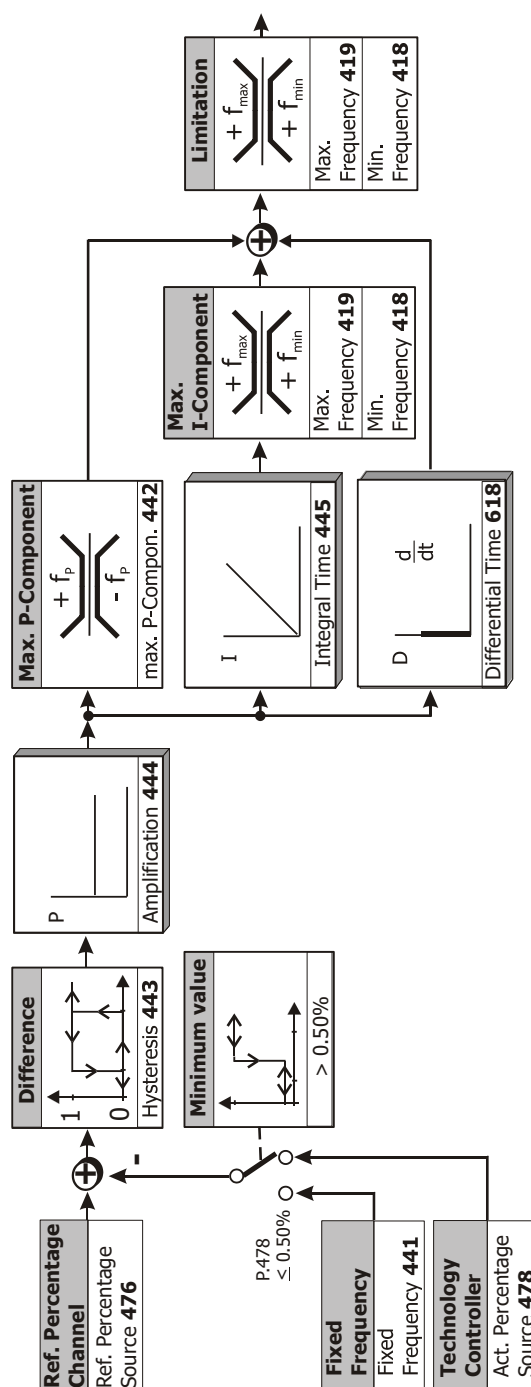 Ref. Percentage
Channel
Ref. Percentage
Source 476
Difference
1
0
Hysteresis 443
P
Amplification 444
Max. P-Component
+ fP
- fP
max. P-Compon. 442
I
Integral Time 445
D
d
dt
Differential Time 618
Max.
I-Component
+ fmax
+ fmin
Max.
Frequency 419
Min.
Frequency 418
Limitation
+ fmax
+ fmin
Max.
Frequency 419
Min.
Frequency 418
-
Minimum value
> 0.50%
P.478
≤ 0.50%
Fixed
Frequency
Fixed
Frequency 441
Technology
Controller
Act. Percentage
Source 478